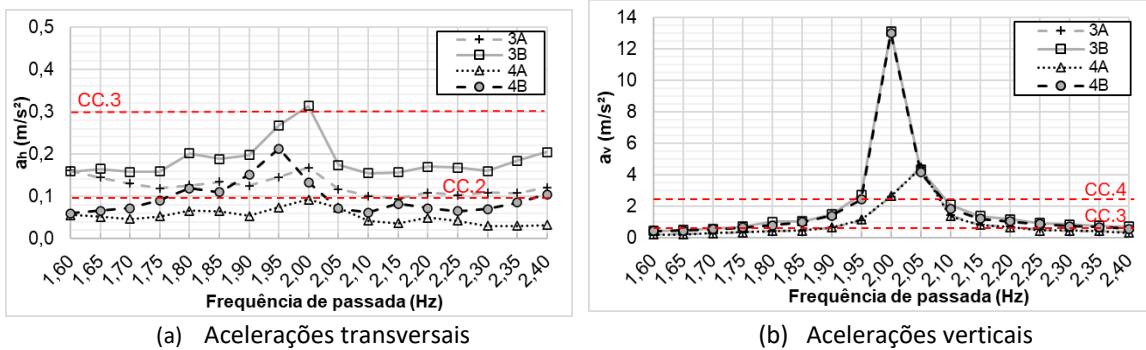 0,5
0,4
0,3
0,2
0,1
0,0
aₕ (m/s²)
CC.3
CC.2
3A
3B
4A
4B
1,60
1,65
1,70
1,75
1,80
1,85
1,90
1,95
2,00
2,05
2,10
2,15
2,20
2,25
2,30
2,35
2,40
Frequência de passada (Hz)
(a) Acelerações transversais
14
12
10
8
6
4
2
0
aᵥ (m/s²)
3A
3B
4A
4B
CC.4
CC.3
1,60
1,65
1,70
1,75
1,80
1,85
1,90
1,95
2,00
2,05
2,10
2,15
2,20
2,25
2,30
2,35
2,40
Frequência de passada (Hz)
(b) Acelerações verticais